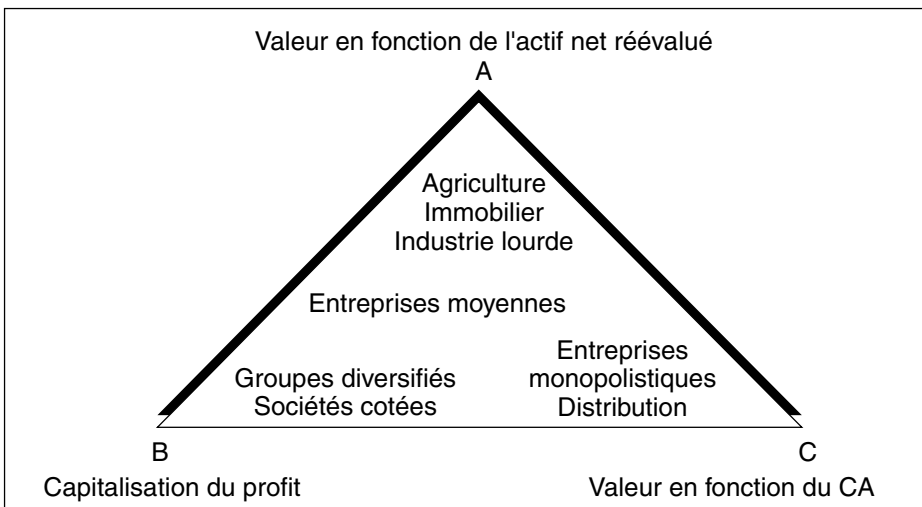 Valeur en fonction de l'actif net réévalué
A
Agriculture
Immobilier
Industrie lourde
Entreprises moyennes
Groupes diversifiés
Sociétés cotées
Entreprises
monopolistiques
Distribution
B
C
Capitalisation du profit
Valeur en fonction du CA